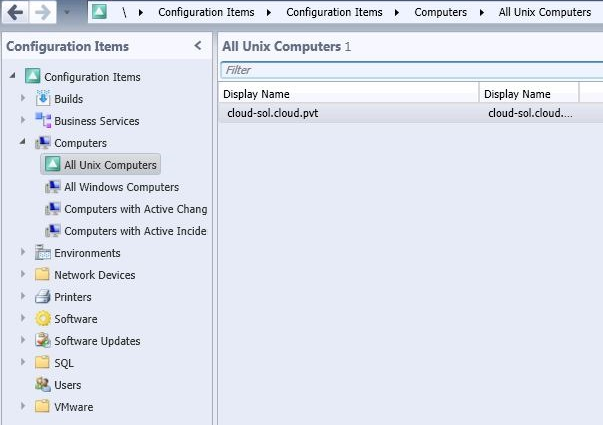 \ Configuration Items Configuration Items Computers All Unix Computers
Configuration Items <
All Unix Computers 1
Filter
Display Name Display Name
cloud-sol.cloud.pvt cloud-sol.cloud....
Configuration Items
Builds
Business Services
Computers
All Unix Computers
All Windows Computers
Computers with Active Chang
Computers with Active Incide
Environments
Network Devices
Printers
Software
Software Updates
SQL
Users
VMware